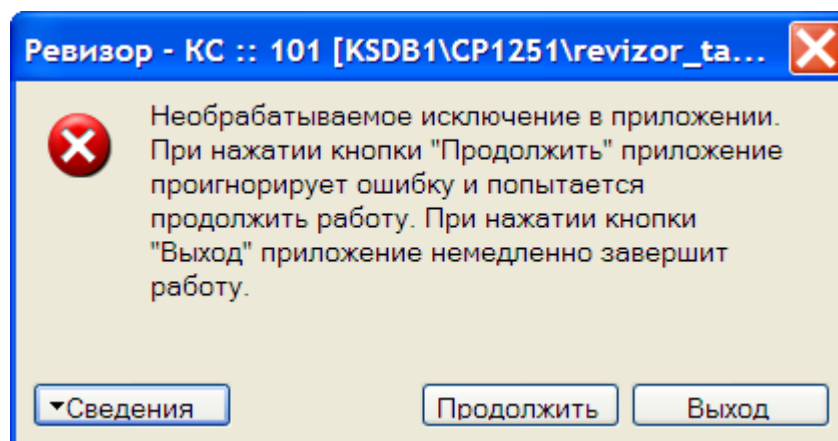 Ревизор - КС :: 101 [KSDB1\CP1251\revizor_ta...
Необрабатываемое исключение в приложении.
При нажатии кнопки "Продолжить" приложение
проигнорирует ошибку и попытается
продолжить работу. При нажатии кнопки
"Выход" приложение немедленно завершит
работу.
Сведения
Продолжить
Выход